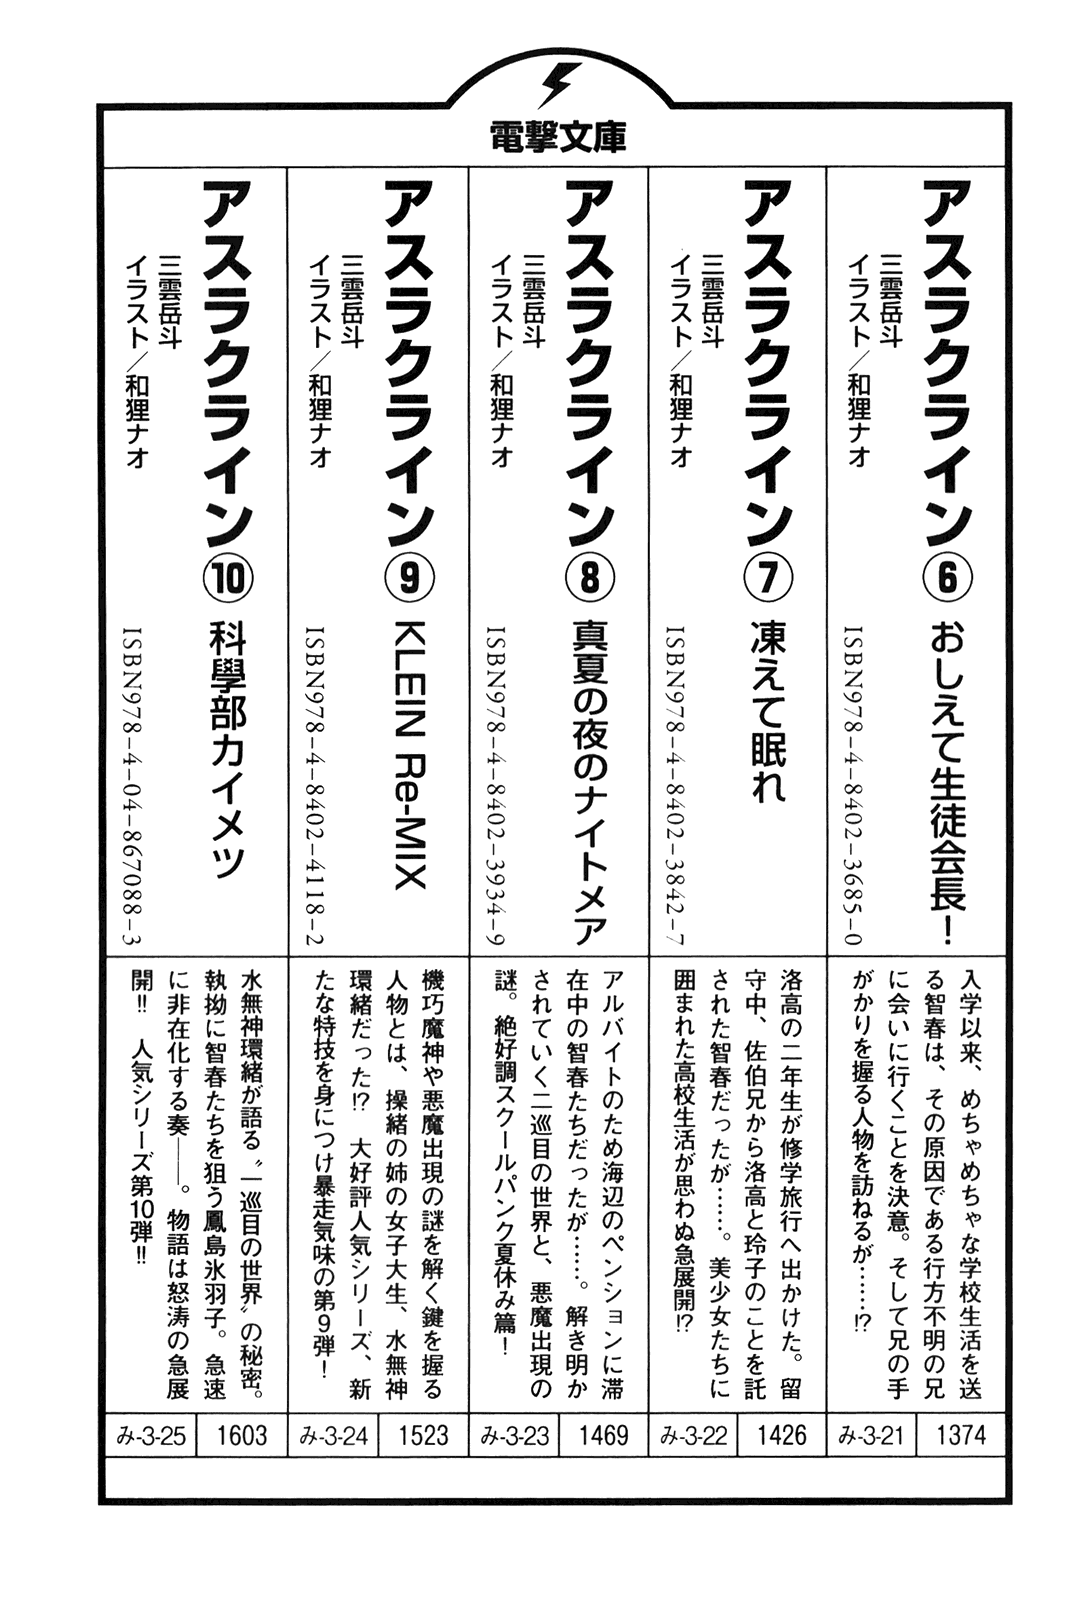 電撃文庫
アスラクライン⑥ おしえて生徒会長!
三雲岳斗
イラスト/和狸ナオ
ISBN978-4-8402-3685-0
入学以来、めちゃめちゃな学校生活を送
る智春は、その原因である行方不明の兄
に会いに行くことを決意。そして兄の手
がかりを握る人物を訪ねるが……!?
み-3-21
1374
アスラクライン⑦ 凍えて眠れ
三雲岳斗
イラスト/和狸ナオ
ISBN978-4-8402-3842-7
洛高の二年生が修学旅行へ出かけた。留
守中、佐伯兄から洛高と玲子のことを託
された智春だったが……。美少女たちに
囲まれた高校生活が思わぬ急展開!?
み-3-22
1426
アスラクライン⑧ 真夏の夜のナイトメア
三雲岳斗
イラスト/和狸ナオ
ISBN978-4-8402-3934-9
アルバイトのため海辺のペンションに滞
在中の智春たちだったが……。解き明か
されていく二巡目の世界と、悪魔出現の
謎。絶好調スクールパンク夏休み篇!
み-3-23
1469
アスラクライン⑨ KLEIN Re-MIX
三雲岳斗
イラスト/和狸ナオ
ISBN978-4-8402-4118-2
機巧魔神や悪魔出現の謎を解く鍵を握る
人物とは、操緒の姉の女子大生、水無神
環緒だった!? 大好評人気シリーズ、新
たな特技を身につけ暴走気味の第9弾!
み-3-24
1523
アスラクライン⑩ 科學部カイメツ
三雲岳斗
イラスト/和狸ナオ
ISBN978-4-04-867088-3
水無神環緒が語る〝一巡目の世界〟の秘密。
執拗に智春たちを狙う鳳島氷羽子。急速
に非在化する奏――。物語は怒涛の急展
開!! 人気シリーズ第10弾!!
み-3-25
1603